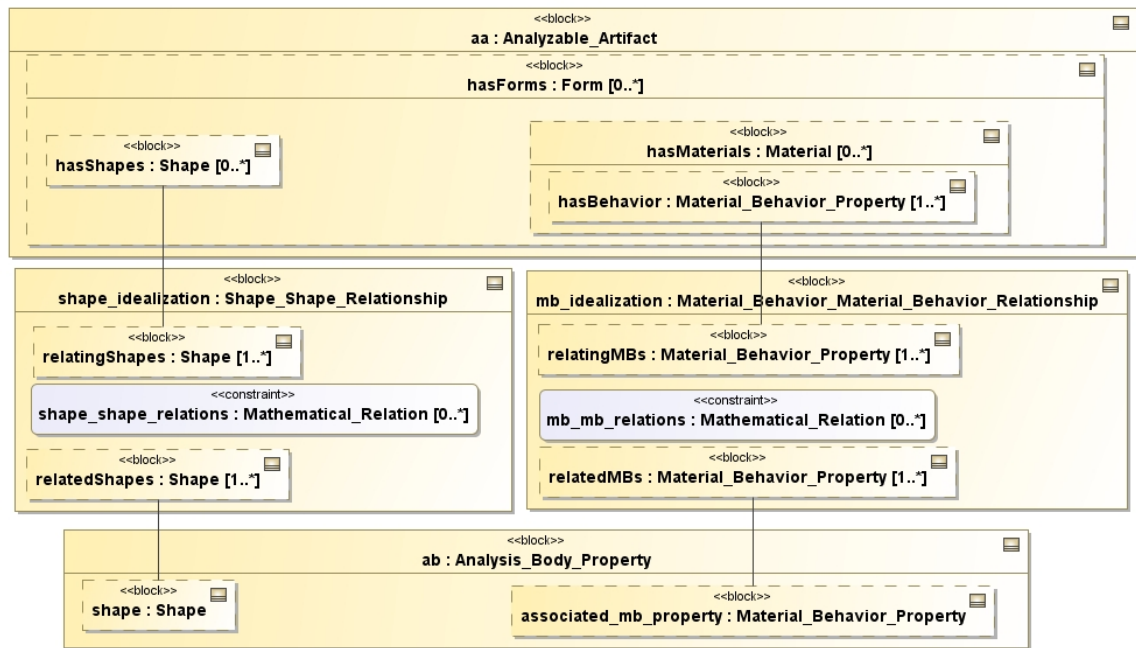 <<block>>
aa : Analyzable_Artifact
<<block>>
hasForms : Form [0..*]
<<block>>
hasShapes : Shape [0..*]
<<block>>
hasMaterials : Material [0..*]
<<block>>
hasBehavior : Material_Behavior_Property [1..*]
<<block>>
shape_idealization : Shape_Shape_Relationship
<<block>>
relatingShapes : Shape [1..*]
<<constraint>>
shape_shape_relations : Mathematical_Relation [0..*]
<<block>>
relatedShapes : Shape [1..*]
<<block>>
mb_idealization : Material_Behavior_Material_Behavior_Relationship
<<block>>
relatingMBs : Material_Behavior_Property [1..*]
<<constraint>>
mb_mb_relations : Mathematical_Relation [0..*]
<<block>>
relatedMBs : Material_Behavior_Property [1..*]
<<block>>
ab : Analysis_Body_Property
<<block>>
shape : Shape
<<block>>
associated_mb_property : Material_Behavior_Property